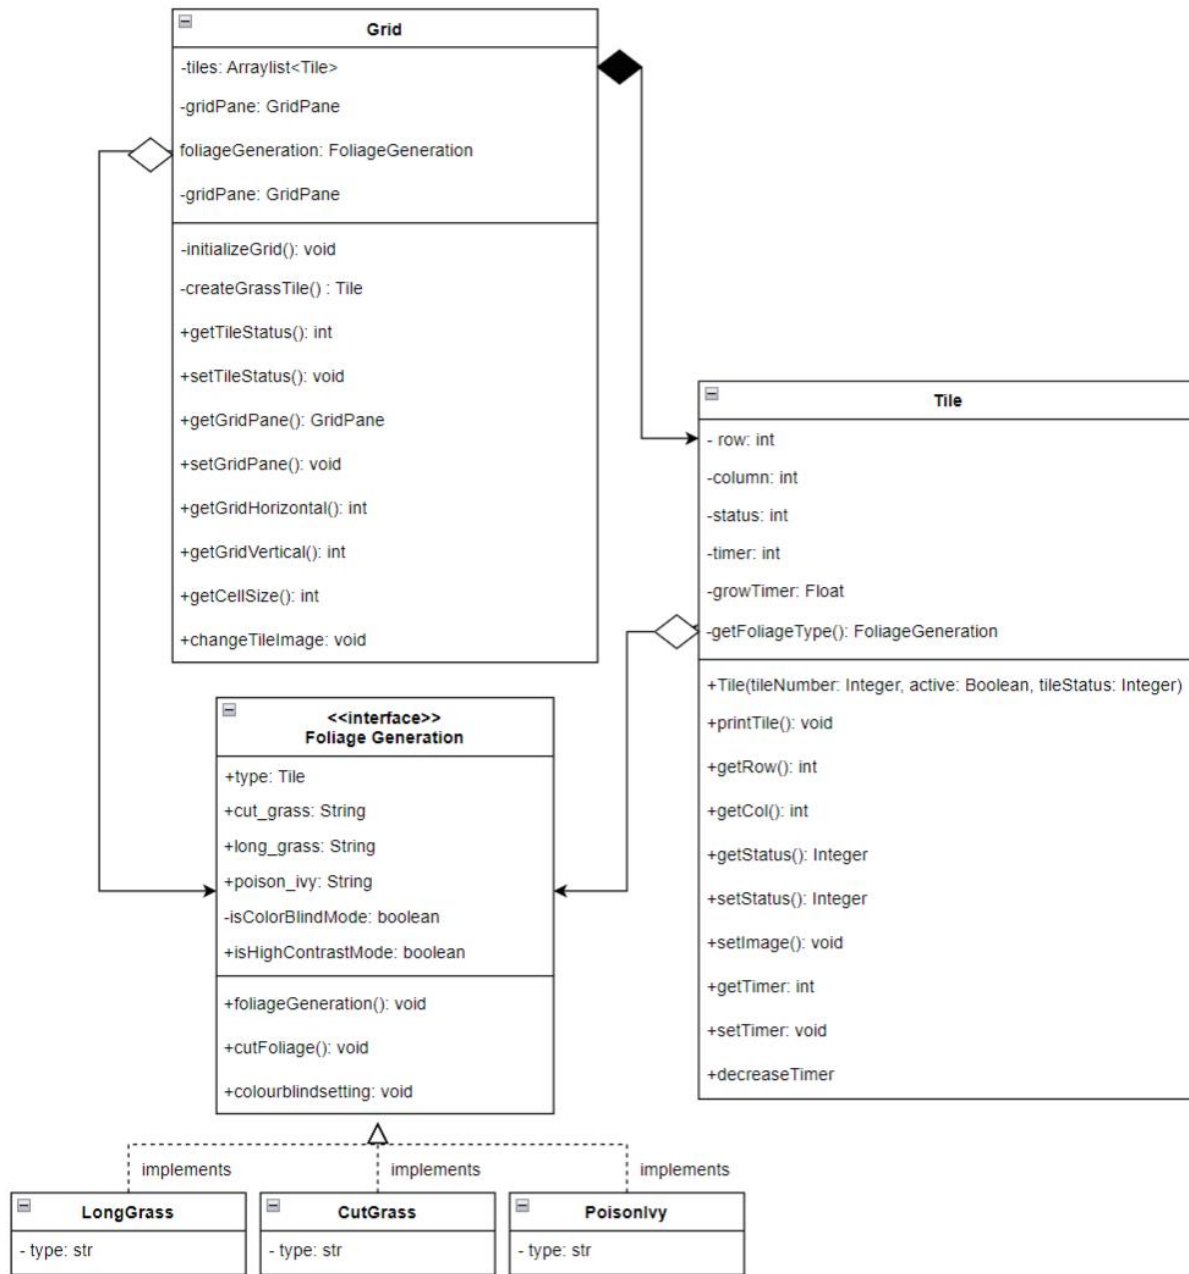 Grid
-tiles: Arraylist<Tile>
-gridPane: GridPane
foliageGeneration: FoliageGeneration
-gridPane: GridPane
-initializeGrid(): void
-createGrassTile() : Tile
+getTileStatus(): int
+setTileStatus(): void
+getGridPane(): GridPane
+setGridPane(): void
+getGridHorizontal(): int
+getGridVertical(): int
+getCellSize(): int
+changeTileImage: void
Tile
- row: int
-column: int
-status: int
-timer: int
-growTimer: Float
-getFoliageType(): FoliageGeneration
+Tile(tileNumber: Integer, active: Boolean, tileStatus: Integer)
+printTile(): void
+getRow(): int
+getCol(): int
+getStatus(): Integer
+setStatus(): Integer
+setImage(): void
+getTimer: int
+setTimer: void
+decreaseTimer
<<interface>>
Foliage Generation
+type: Tile
+cut_grass: String
+long_grass: String
+poison_ivy: String
-isColorBlindMode: boolean
+isHighContrastMode: boolean
+foliageGeneration(): void
+cutFoliage(): void
+colourblindsetting: void
implements
implements
implements
LongGrass
- type: str
CutGrass
- type: str
PoisonIvy
- type: str